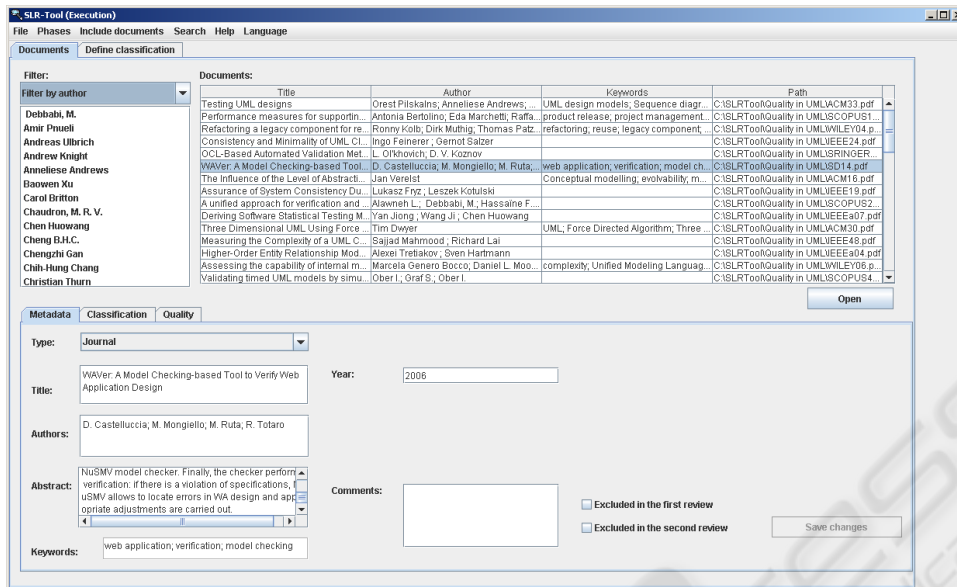 SLR-Tool (Execution)
File Phases Include documents Search Help Language
Documents Define classification
Filter: Documents:
Filter by author
Title Author Keywords Path
Testing UML designs Orest Pilskalns; Anneliese Andrews; ... UML design models; Sequence diagr... C:\SLRTool\Quality in UML\ACM33.pdf
Performance measures for supportin... Antonia Bertolino; Eda Marchetti; Raffa... product release; project management... C:\SLRTool\Quality in UML\SCOPUS1...
Refactoring a legacy component for re... Ronny Kolb; Dirk Muthig; Thomas Patz... refactoring; reuse; legacy component; ... C:\SLRTool\Quality in UML\WILEY04.p...
Consistency and Minimality of UML Cl... Ingo Feinerer ; Gernot Salzer C:\SLRTool\Quality in UML\IEEE24.pdf
OCL-Based Automated Validation Met... L. Ol'khovich; D. V. Koznov C:\SLRTool\Quality in UML\SRINGER...
WAVer: A Model Checking-based Tool... D. Castelluccia; M. Mongiello; M. Ruta;... web application; verification; model ch... C:\SLRTool\Quality in UML\SD14.pdf
The Influence of the Level of Abstracti... Jan Verelst Conceptual modelling; evolvability; m... C:\SLRTool\Quality in UML\ACM16.pdf
Assurance of System Consistency Du... Lukasz Fryz ; Leszek Kotulski C:\SLRTool\Quality in UML\IEEE19.pdf
A unified approach for verification and ... Alawneh L.; Debbabi, M.; Hassaïne F.... C:\SLRTool\Quality in UML\SCOPUS2...
Deriving Software Statistical Testing M... Yan Jiong ; Wang Ji ; Chen Huowang C:\SLRTool\Quality in UML\IEEEa07.pdf
Three Dimensional UML Using Force ... Tim Dwyer UML; Force Directed Algorithm; Three ... C:\SLRTool\Quality in UML\ACM30.pdf
Measuring the Complexity of a UML C... Sajjad Mahmood ; Richard Lai C:\SLRTool\Quality in UML\IEEE48.pdf
Higher-Order Entity Relationship Mod... Alexei Tretiakov ; Sven Hartmann C:\SLRTool\Quality in UML\IEEEa04.pdf
Assessing the capability of internal m... Marcela Genero Bocco; Daniel L. Moo... complexity; Unified Modeling Languag... C:\SLRTool\Quality in UML\WILEY06.p...
Validating timed UML models by simu... Ober I.; Graf S.; Ober I. C:\SLRTool\Quality in UML\SCOPUS4...
Debbabi, M.
Amir Pnueli
Andreas Ulbrich
Andrew Knight
Anneliese Andrews
Baowen Xu
Carol Britton
Chaudron, M. R. V.
Chen Huowang
Cheng B.H.C.
Chengzhi Gan
Chih-Hung Chang
Christian Thurn
Open
Metadata Classification Quality
Type: Journal
Title: WAVer: A Model Checking-based Tool to Verify Web
Application Design
Year: 2006
Authors: D. Castelluccia; M. Mongiello; M. Ruta; R. Totaro
Abstract: NuSMV model checker. Finally, the checker perform
verification: if there is a violation of specifications,
uSMV allows to locate errors in WA design and app
opriate adjustments are carried out.
Comments:
Excluded in the first review
Excluded in the second review
Save changes
Keywords: web application; verification; model checking